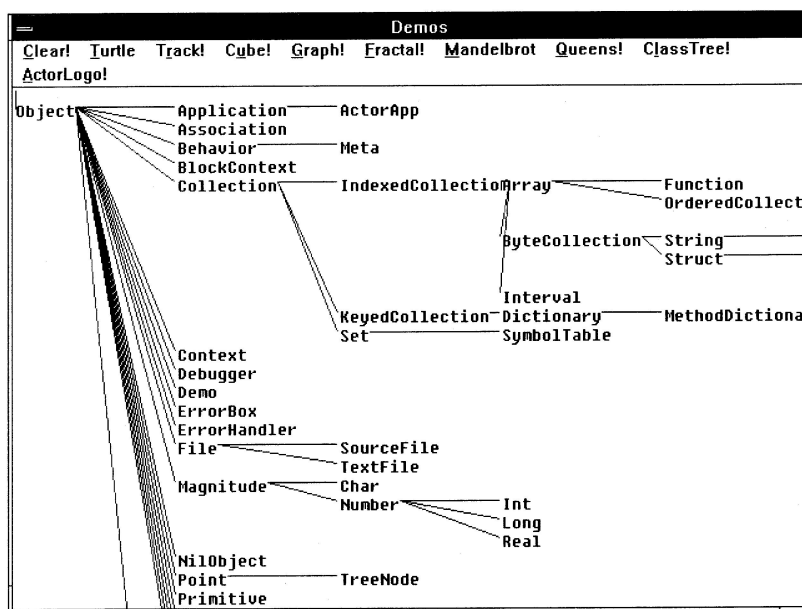 Demos
Clear! Turtle Track! Cube! Graph! Fractal! Mandelbrot Queens! ClassTree!
ActorLogo!
Object Application ActorApp
Association
Behavior Meta
BlockContext
Collection IndexedCollection Array Function
OrderedCollect
ByteCollection String
Struct
Interval
KeyedCollection Dictionary MethodDictiona
Set SymbolTable
Context
Debugger
Demo
ErrorBox
ErrorHandler
File SourceFile
TextFile
Magnitude Char
Number Int
Long
Real
NilObject
Point TreeNode
Primitive